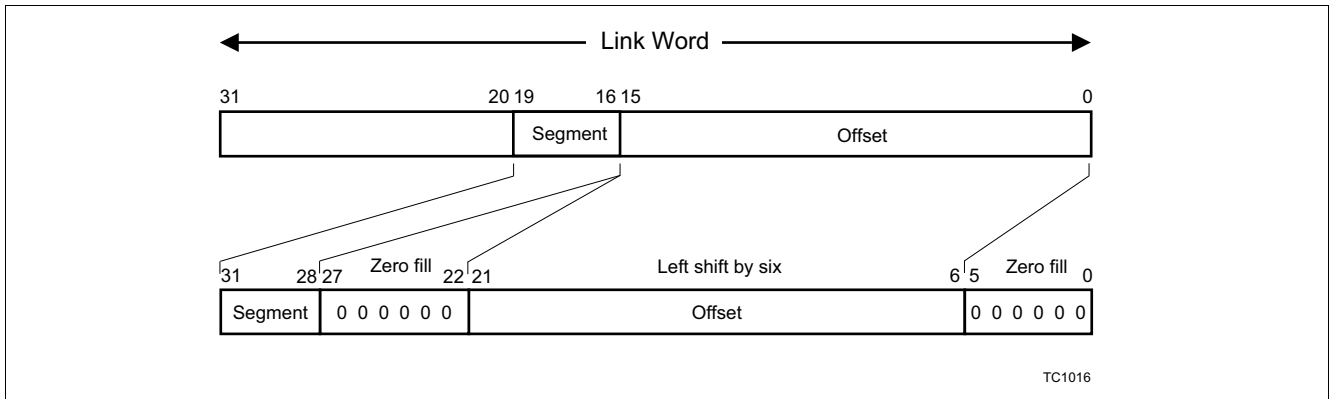 Link Word
31 20 19 16 15 0
Segment Offset
Zero fill Left shift by six Zero fill
31 28 27 22 21 6 5 0
Segment 0 0 0 0 0 0 Offset 0 0 0 0 0 0
TC1016